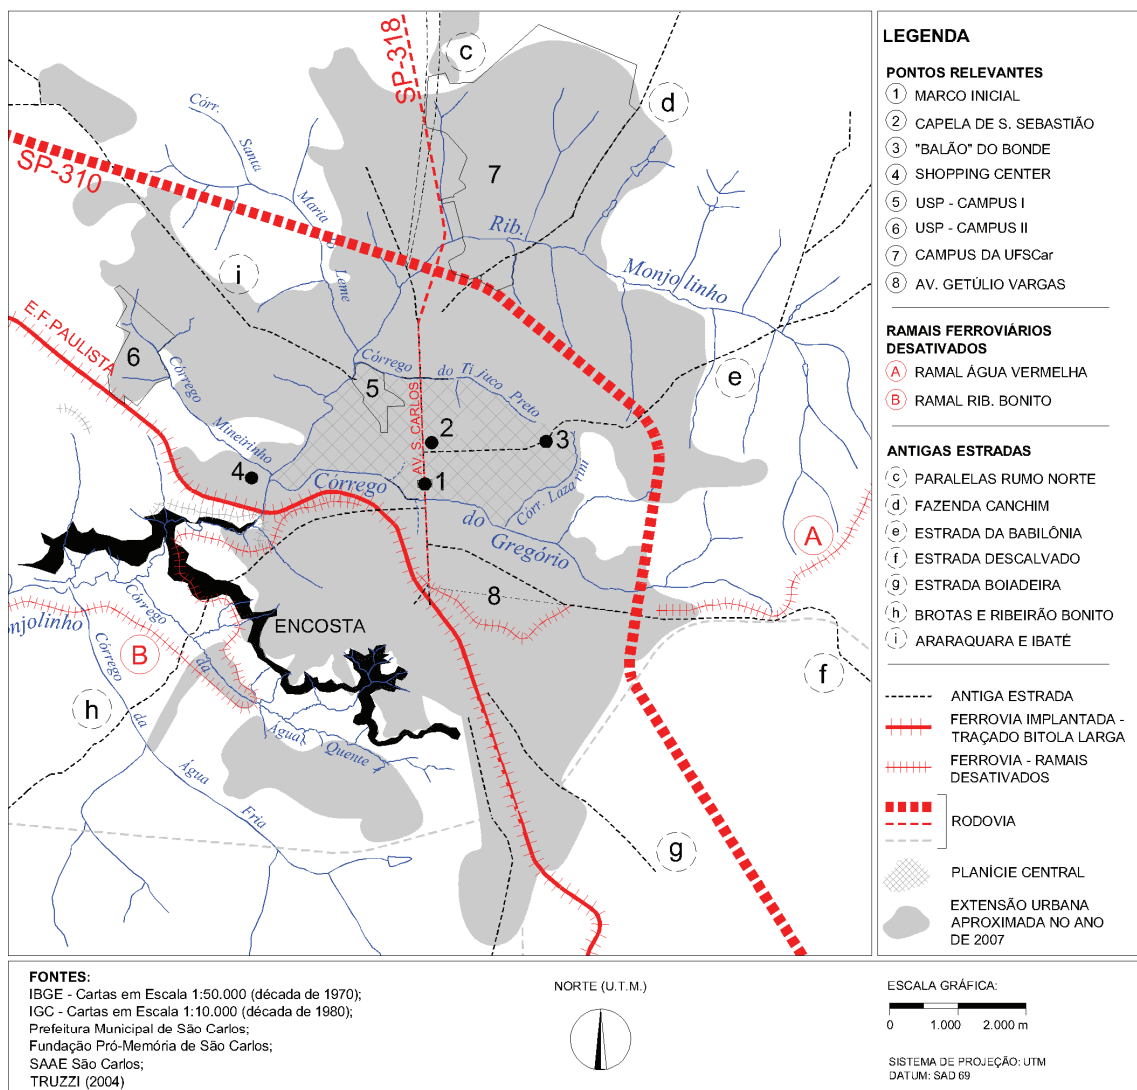 c
d
SP-318
SP-310
Córr.
Santa
Maria do
Leme
7
Rib.
Monjolinho
i
E.F.PAULISTA
6
Córrego
Mineirinho
Córrego
do
Tijuco
Preto
5
AV. S. CARLOS
e
2
3
4
1
Córrego
do
Gregório
Córr. Lazarini
A
8
ENCOSTA
onjolinho
B
Córrego
da
Água
Quente
h
Córrego
da
Água
Fria
f
g
LEGENDA
PONTOS RELEVANTES
1 MARCO INICIAL
2 CAPELA DE S. SEBASTIÃO
3 "BALÃO" DO BONDE
4 SHOPPING CENTER
5 USP - CAMPUS I
6 USP - CAMPUS II
7 CAMPUS DA UFSCar
8 AV. GETÚLIO VARGAS
RAMAIS FERROVIÁRIOS
DESATIVADOS
A RAMAL ÁGUA VERMELHA
B RAMAL RIB. BONITO
ANTIGAS ESTRADAS
c PARALELAS RUMO NORTE
d FAZENDA CANCHIM
e ESTRADA DA BABILÔNIA
f ESTRADA DESCALVADO
g ESTRADA BOIADEIRA
h BROTAS E RIBEIRÃO BONITO
i ARARAQUARA E IBATÉ
ANTIGA ESTRADA
FERROVIA IMPLANTADA -
TRAÇADO BITOLA LARGA
FERROVIA - RAMAIS
DESATIVADOS
RODOVIA
PLANÍCIE CENTRAL
EXTENSÃO URBANA
APROXIMADA NO ANO
DE 2007
FONTES:
IBGE - Cartas em Escala 1:50.000 (década de 1970);
IGC - Cartas em Escala 1:10.000 (década de 1980);
Prefeitura Municipal de São Carlos;
Fundação Pró-Memória de São Carlos;
SAAE São Carlos;
TRUZZI (2004)
NORTE (U.T.M.)
ESCALA GRÁFICA:
0 1.000 2.000 m
SISTEMA DE PROJEÇÃO: UTM
DATUM: SAD 69